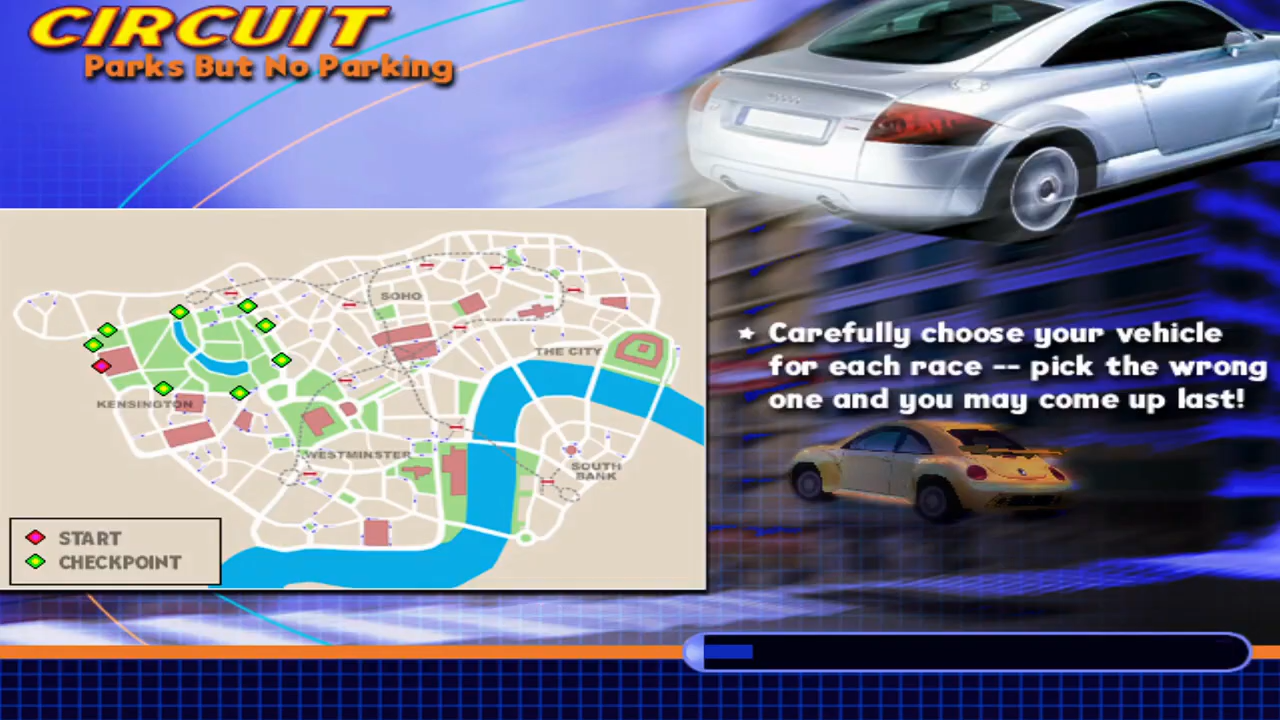 CIRCUIT
Parks But No Parking
SOHO
THE CITY
KENSINGTON
WESTMINSTER
SOUTH
BANK
START
CHECKPOINT
Carefully choose your vehicle
for each race -- pick the wrong
one and you may come up last!